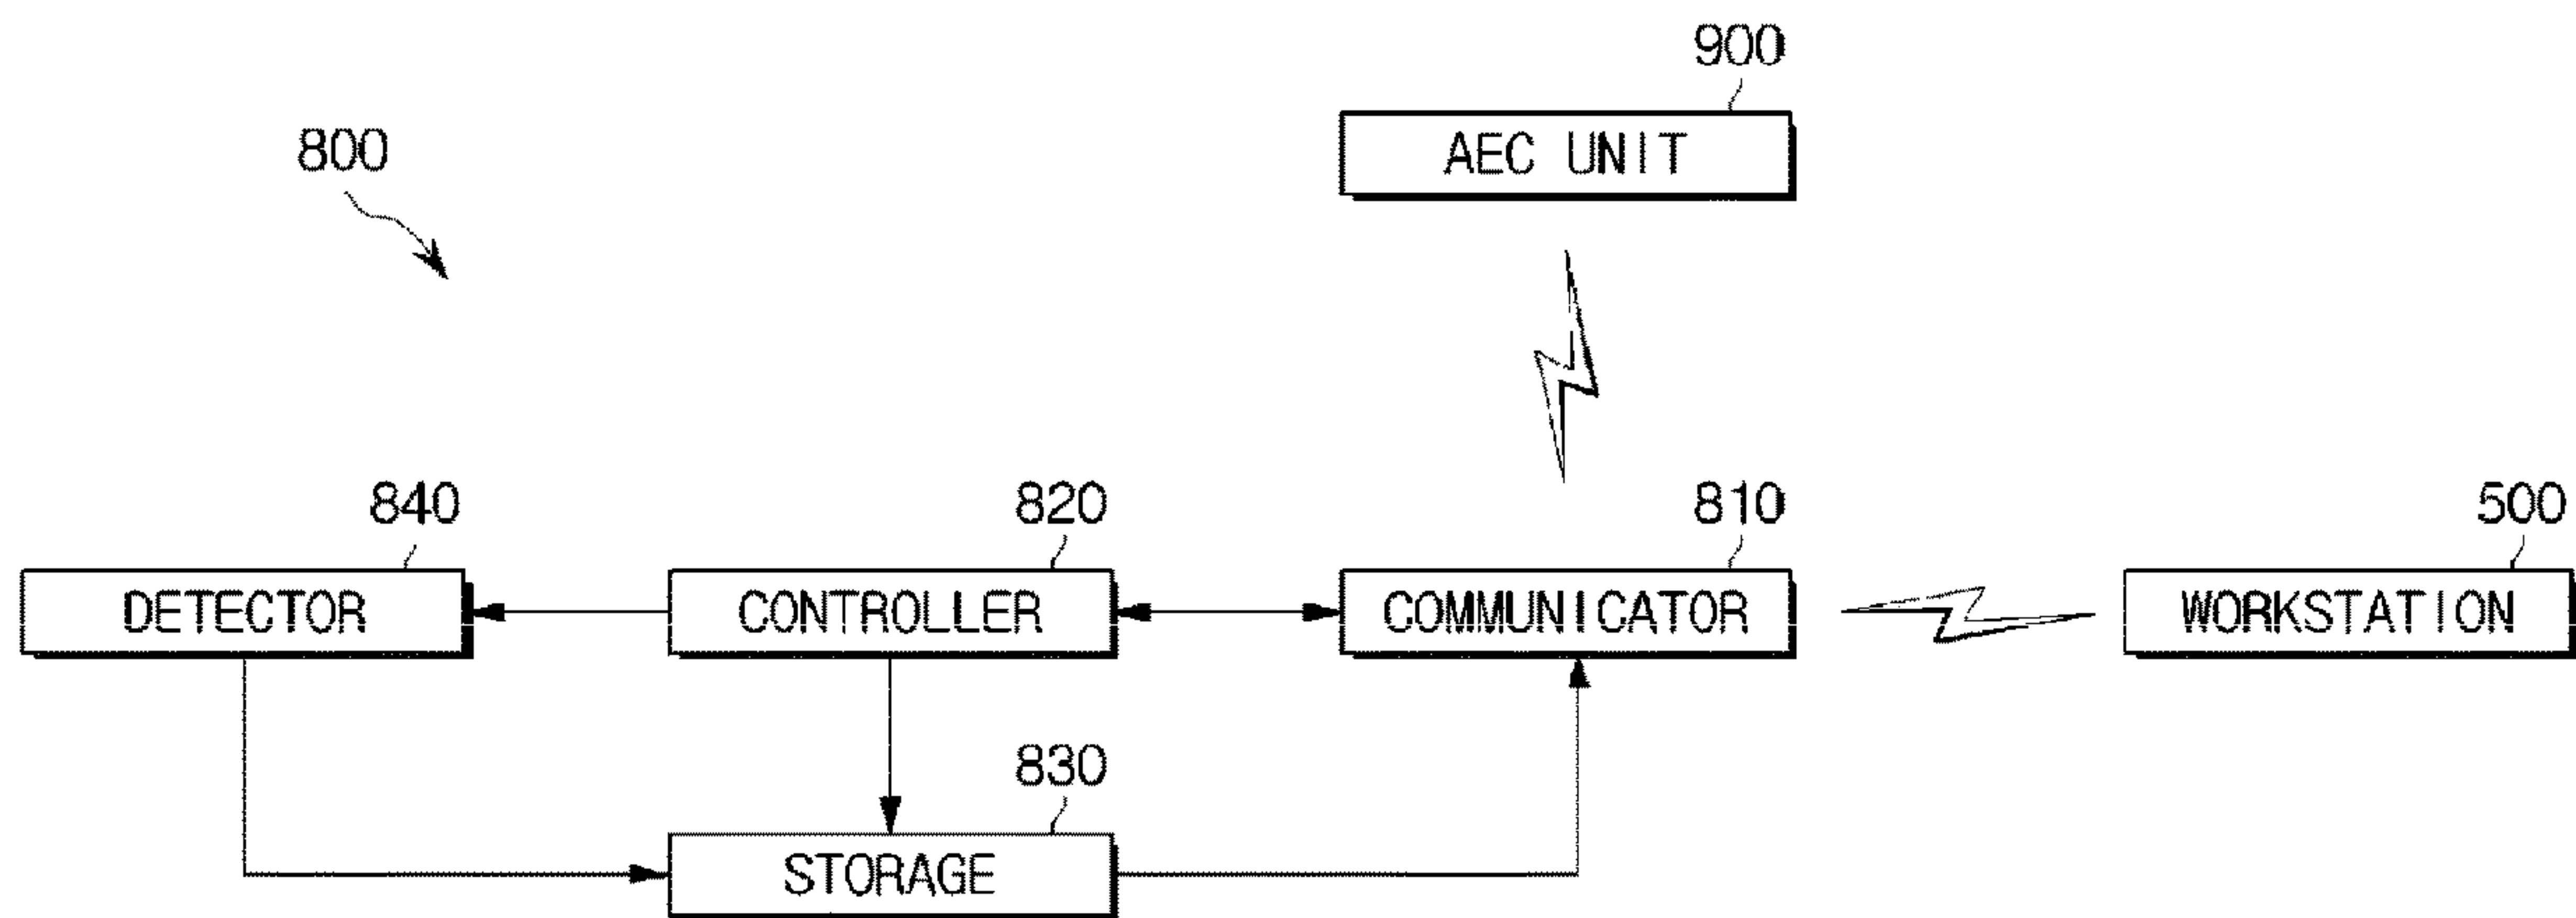 900
AEC UNIT
800
840
820
810
500
DETECTOR
CONTROLLER
COMMUNICATOR
WORKSTATION
830
STORAGE